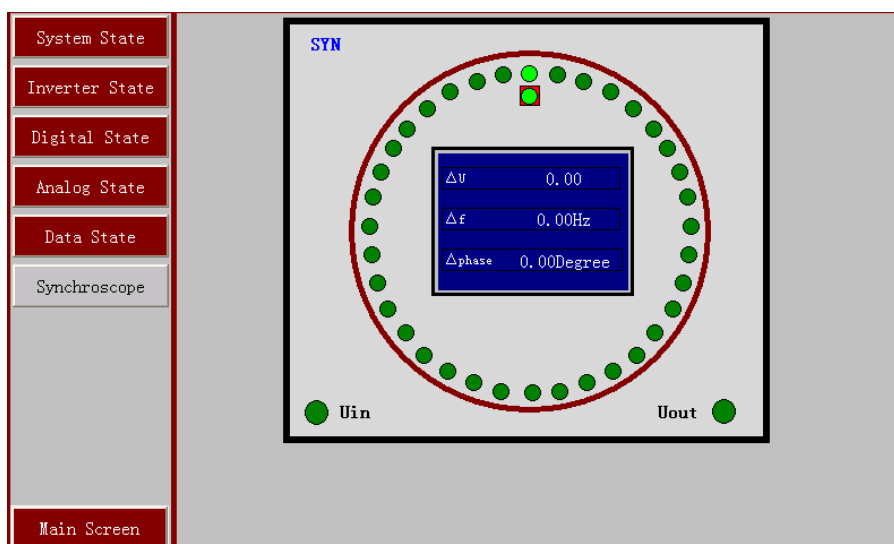 System State
Inverter State
Digital State
Analog State
Data State
Synchroscope
Main Screen
SYN
ΔU 0.00
Δf 0.00Hz
Δphase 0.00Degree
Uin
Uout